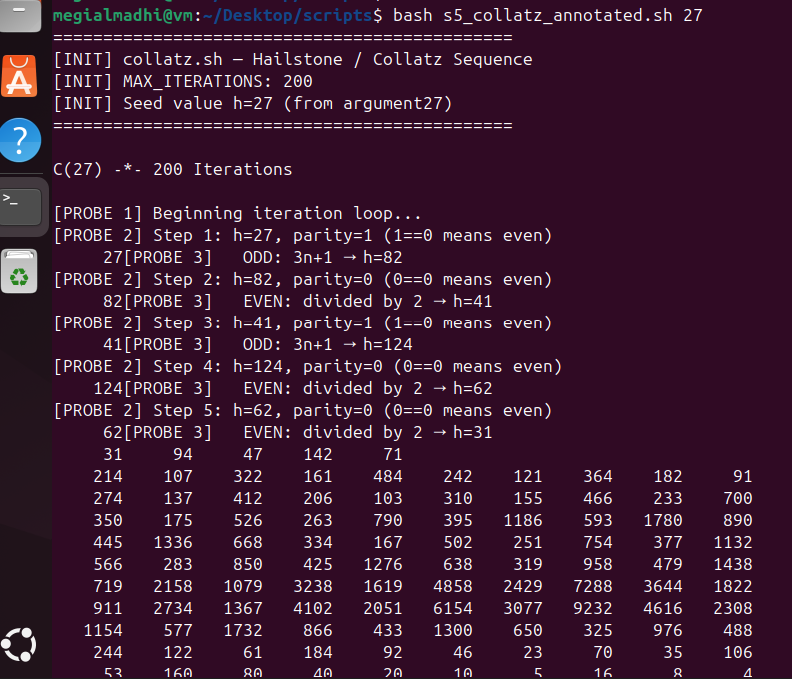 megialmadhi@vm:~/Desktop/scripts$ bash s5_collatz_annotated.sh 27
==============================================
[INIT] collatz.sh — Hailstone / Collatz Sequence
[INIT] MAX_ITERATIONS: 200
[INIT] Seed value h=27 (from argument27)
==============================================
C(27) -*- 200 Iterations
[PROBE 1] Beginning iteration loop...
[PROBE 2] Step 1: h=27, parity=1 (1==0 means even)
27[PROBE 3]   ODD: 3n+1 → h=82
[PROBE 2] Step 2: h=82, parity=0 (0==0 means even)
82[PROBE 3]   EVEN: divided by 2 → h=41
[PROBE 2] Step 3: h=41, parity=1 (1==0 means even)
41[PROBE 3]   ODD: 3n+1 → h=124
[PROBE 2] Step 4: h=124, parity=0 (0==0 means even)
124[PROBE 3]   EVEN: divided by 2 → h=62
[PROBE 2] Step 5: h=62, parity=0 (0==0 means even)
62[PROBE 3]   EVEN: divided by 2 → h=31
31 94 47 142 71
214 107 322 161 484 242 121 364 182 91
274 137 412 206 103 310 155 466 233 700
350 175 526 263 790 395 1186 593 1780 890
445 1336 668 334 167 502 251 754 377 1132
566 283 850 425 1276 638 319 958 479 1438
719 2158 1079 3238 1619 4858 2429 7288 3644 1822
911 2734 1367 4102 2051 6154 3077 9232 4616 2308
1154 577 1732 866 433 1300 650 325 976 488
244 122 61 184 92 46 23 70 35 106
53 160 80 40 20 10 5 16 8 4